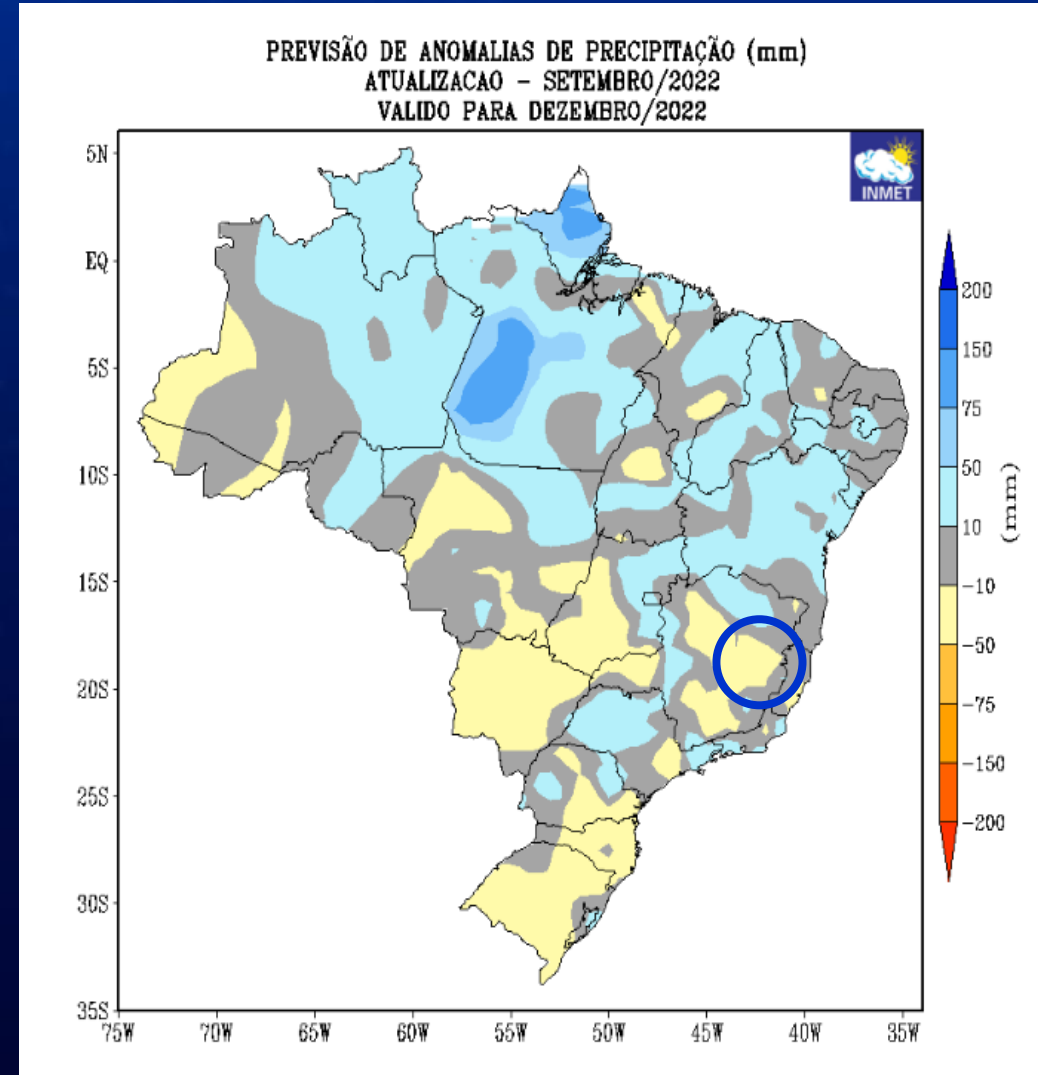 PREVISÃO DE ANOMALIAS DE PRECIPITAÇÃO (mm)
ATUALIZACAO - SETEMBRO/2022
VALIDO PARA DEZEMBRO/2022
INMET
5N
EQ
5S
10S
15S
20S
25S
30S
35S
75W 70W 65W 60W 55W 50W 45W 40W 35W
200
150
75
50
10
-10
-50
-75
-150
-200
(mm)